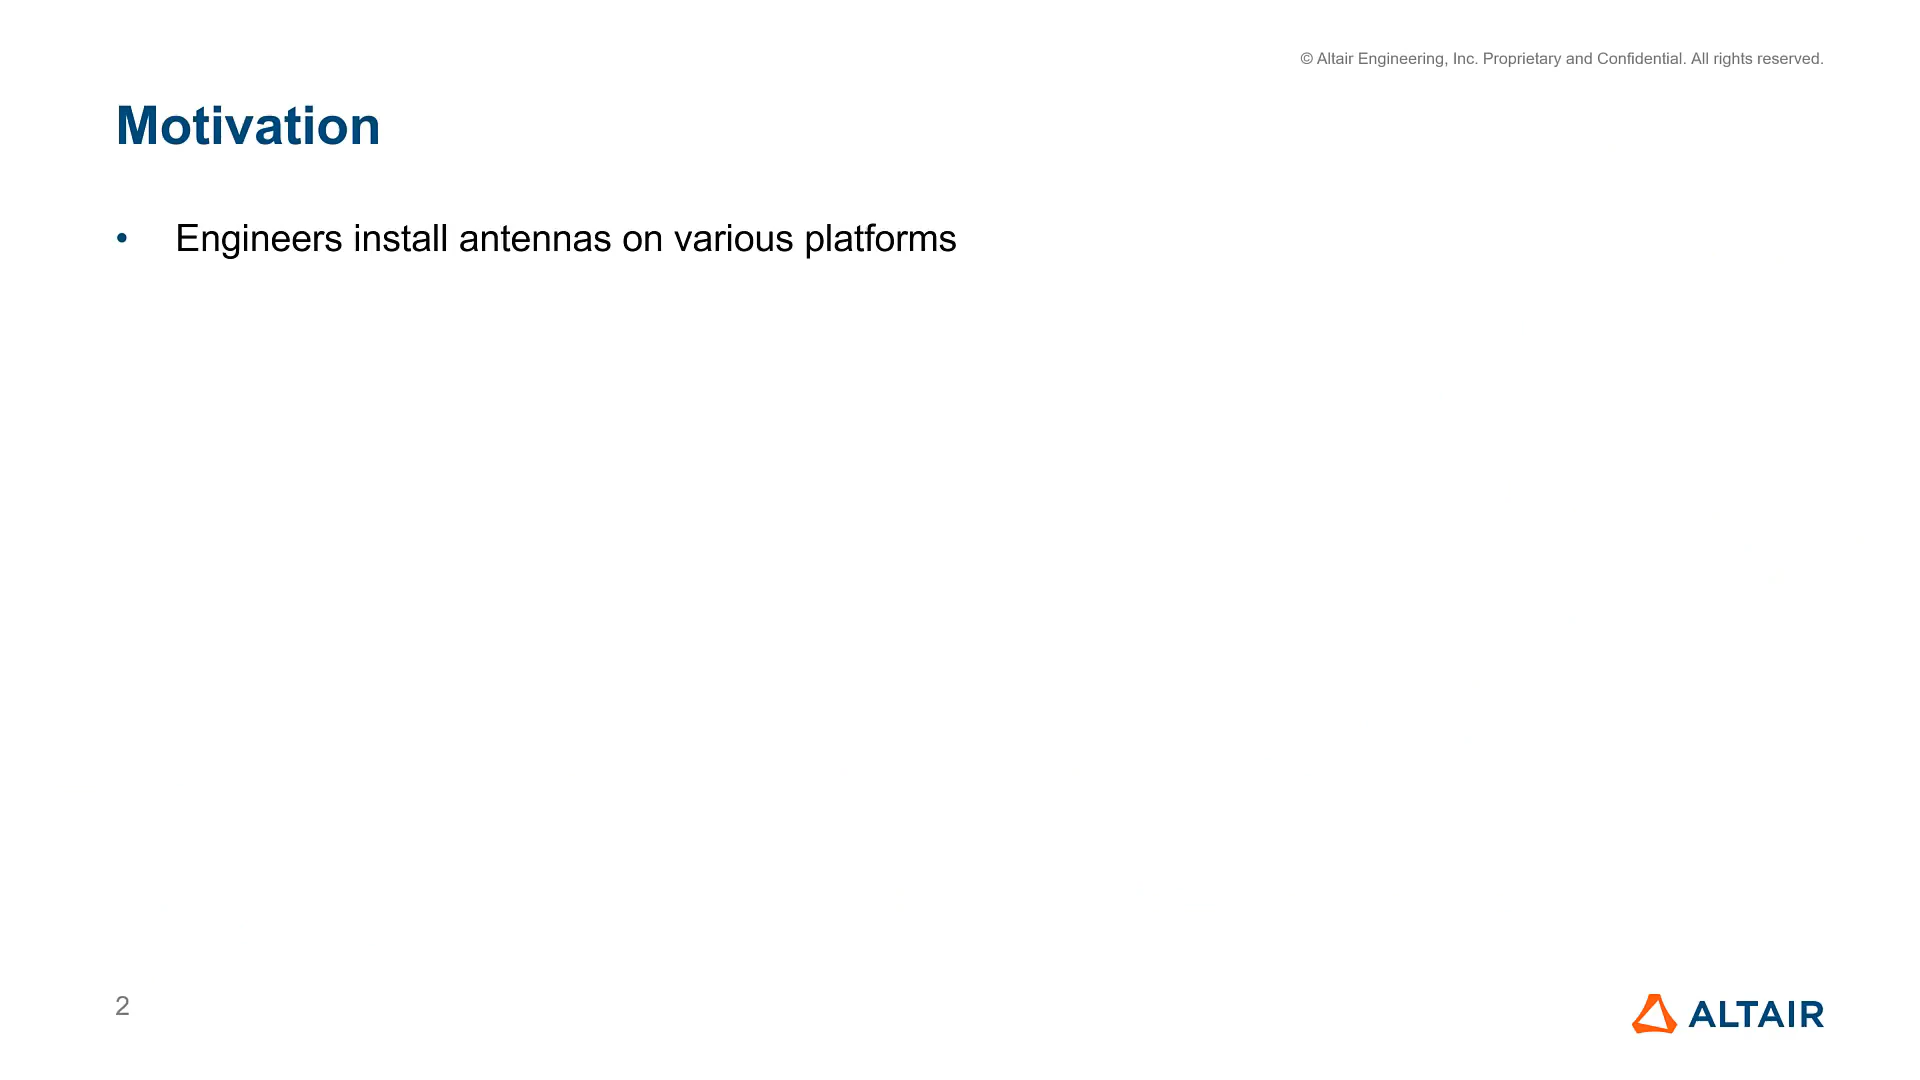 © Altair Engineering, Inc. Proprietary and Confidential. All rights reserved.
Motivation
• Engineers install antennas on various platforms
2
ALTAIR